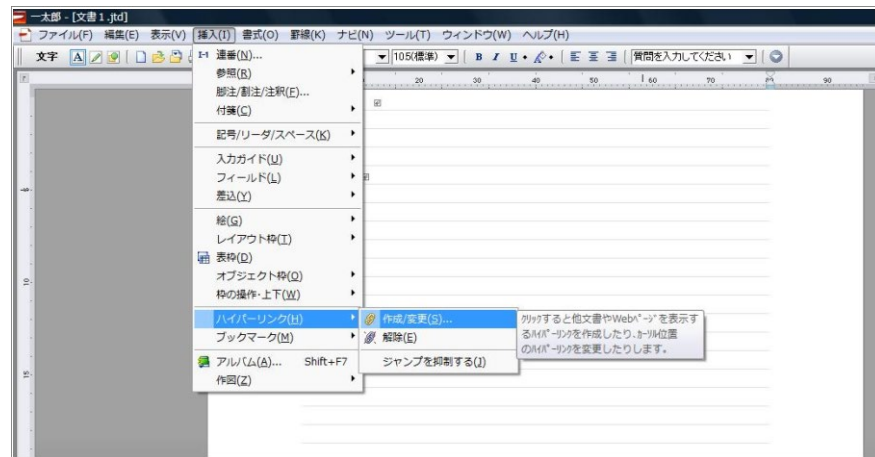 一太郎 - [文書1.jtd]
ファイル(F) 編集(E) 表示(V) 挿入(I) 書式(O) 罫線(K) ナビ(N) ツール(T) ウィンドウ(W) ヘルプ(H)
文字 A 10.5(標準) B I U 質問を入力してください
20 30 40 50 60 70 80 90
連番(N)...
参照(R)
脚注/割注/注釈(F)...
付箋(C)
記号/リーダ/スペース(K)
入力ガイド(U)
フィールド(L)
差込(Y)
絵(G)
レイアウト枠(T)
表枠(D)
オブジェクト枠(O)
枠の操作・上下(W)
ハイパーリンク(H) 作成/変更(S)...
ブックマーク(M) 解除(E)
アルバム(A)... Shift+F7 ジャンプを抑制する(J)
作図(Z)
クリックすると他文書やWebページを表示す
るハイパーリンクを作成したり、カーソル位置
のハイパーリンクを変更したりします。
5
10
15